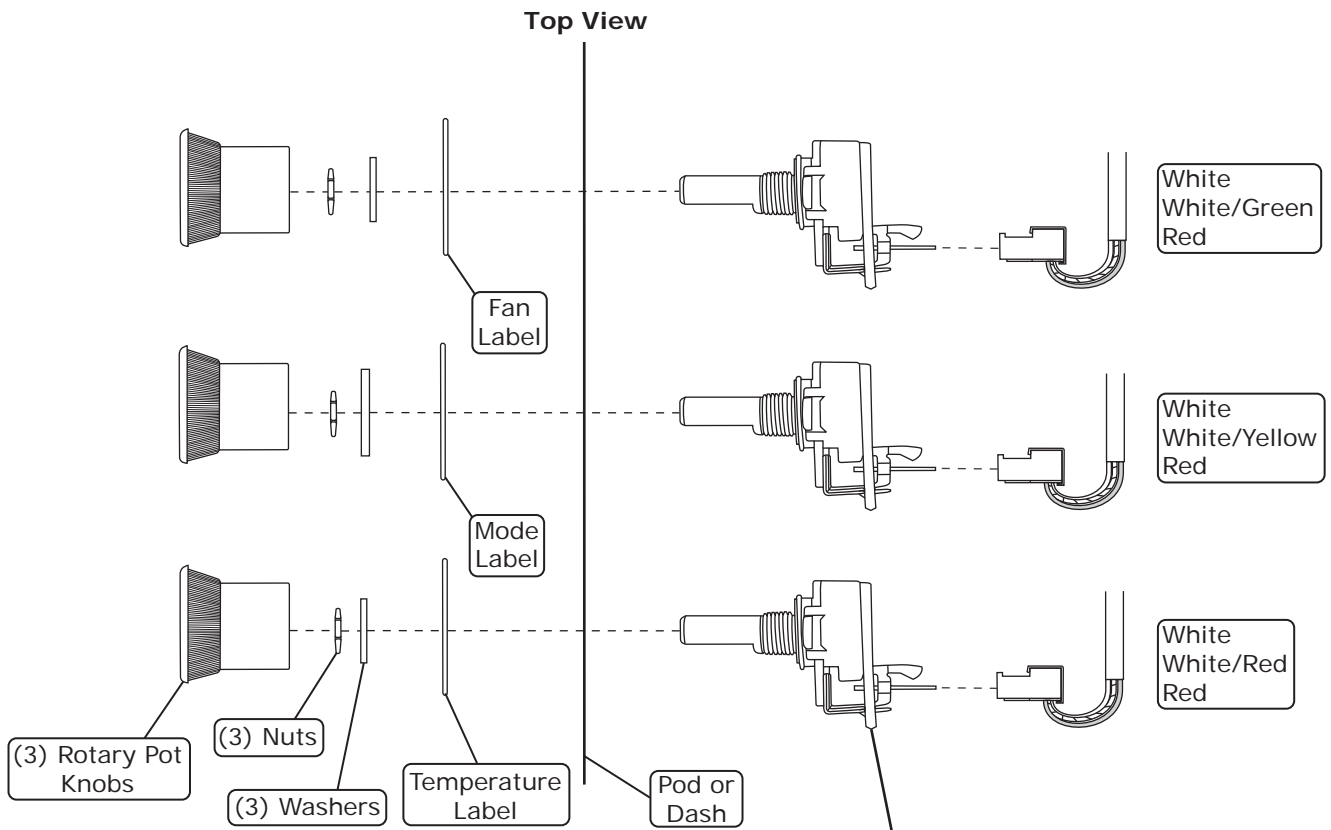 Top View
White
White/Green
Red
Fan
Label
White
White/Yellow
Red
Mode
Label
White
White/Red
Red
(3) Rotary Pot
Knobs
(3) Nuts
(3) Washers
Temperature
Label
Pod or
Dash